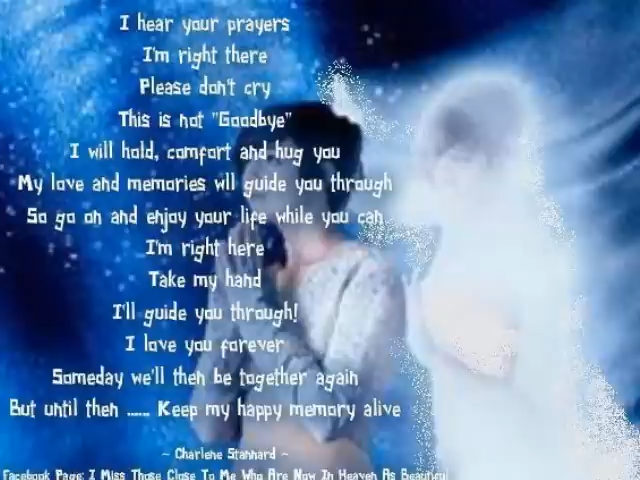 I hear your prayers
I'm right there
Please don't cry
This is not "Goodbye"
I will hold, comfort and hug you
My love and memories wll guide you through
So go on and enjoy your life while you can.
I'm right here
Take my hand
I'll guide you through!
I love you forever
Someday we'll then be together again
But until then ...... Keep my happy memory alive
~ Charlene Stannard ~
Facebook Page: I Miss Those Close To Me Who Are Now In Heaven As Beautiful